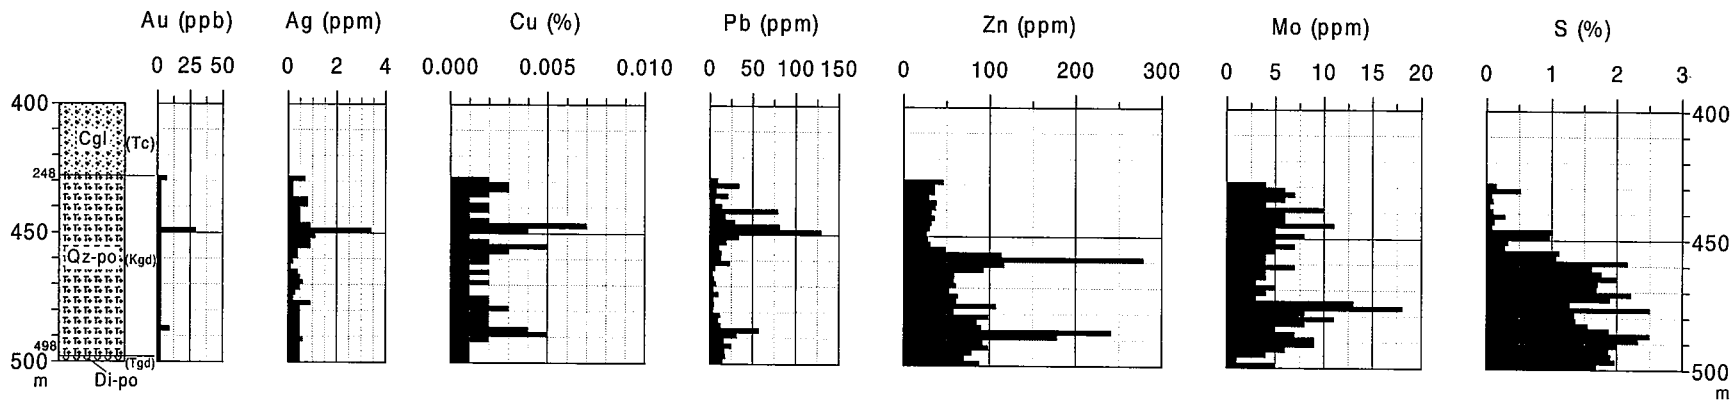 Au (ppb) Ag (ppm) Cu (%) Pb (ppm) Zn (ppm) Mo (ppm) S (%)
0 25 50 0 2 4 0.000 0.005 0.010 0 50 100 150 0 100 200 300 0 5 10 15 20 0 1 2 3
400 400
Cgl (Tc)
248
450 450
Qz-po (Kgd)
498
500 (Tgd) 500
m Di-po m